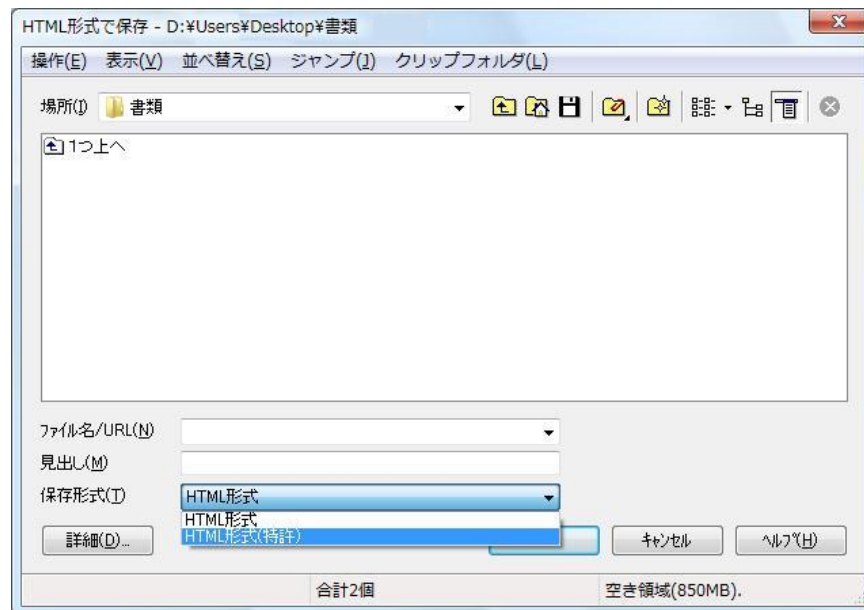 HTML形式で保存 - D:¥Users¥Desktop¥書類
操作(E) 表示(V) 並べ替え(S) ジャンプ(J) クリップフォルダ(L)
場所(I) 書類
1つ上へ
ファイル名/URL(N)
見出し(M)
保存形式(T) HTML形式
HTML形式
HTML形式(特許)
詳細(D)... キャンセル ヘルプ(H)
合計2個 空き領域(850MB).